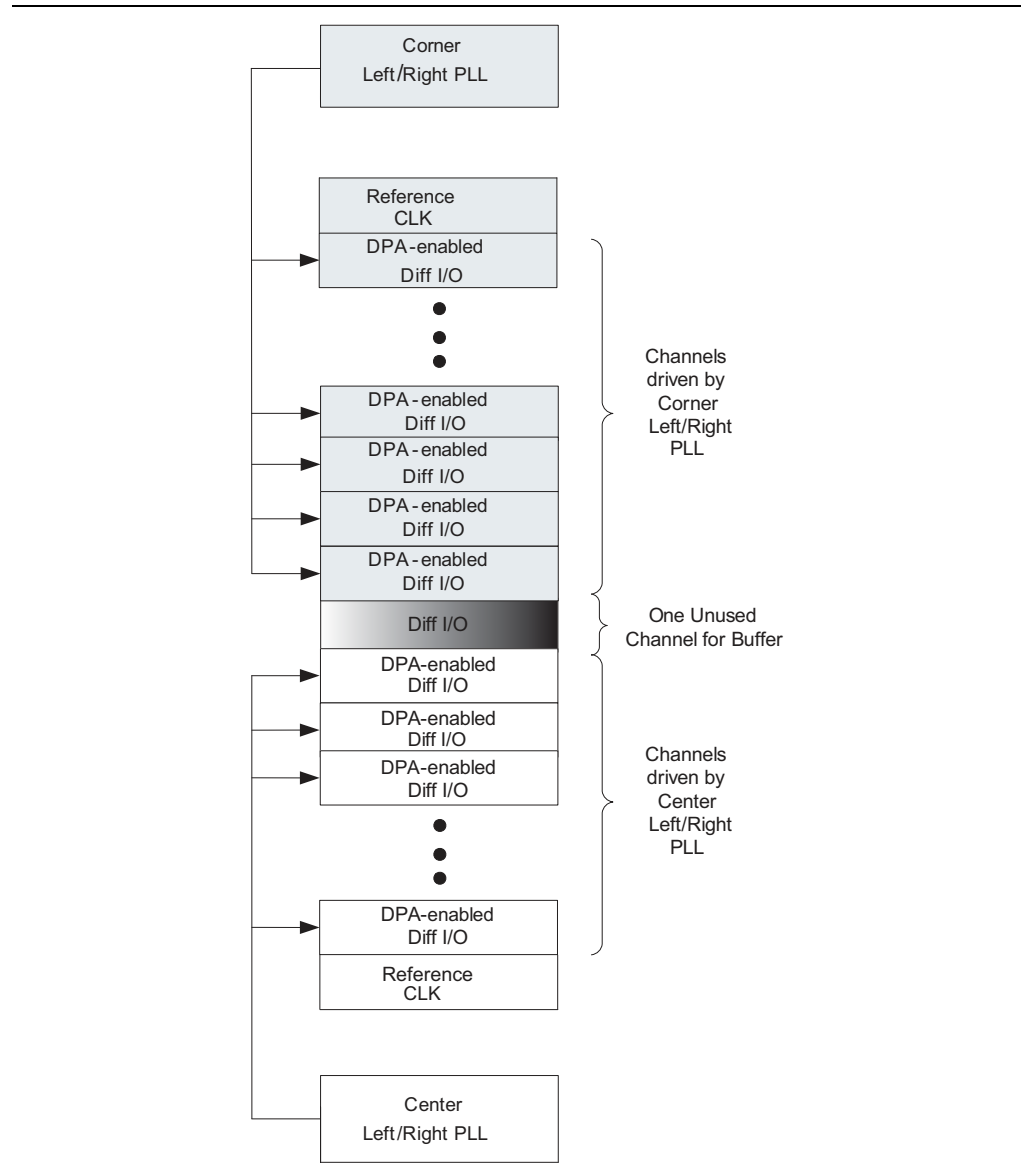 Corner
Left/Right PLL
Reference
CLK
DPA-enabled
Diff I/O
DPA-enabled
Diff I/O
DPA-enabled
Diff I/O
DPA-enabled
Diff I/O
DPA-enabled
Diff I/O
Channels
driven by
Corner
Left/Right
PLL
Diff I/O
One Unused
Channel for Buffer
DPA-enabled
Diff I/O
DPA-enabled
Diff I/O
DPA-enabled
Diff I/O
DPA-enabled
Diff I/O
Channels
driven by
Center
Left/Right
PLL
Reference
CLK
Center
Left/Right PLL